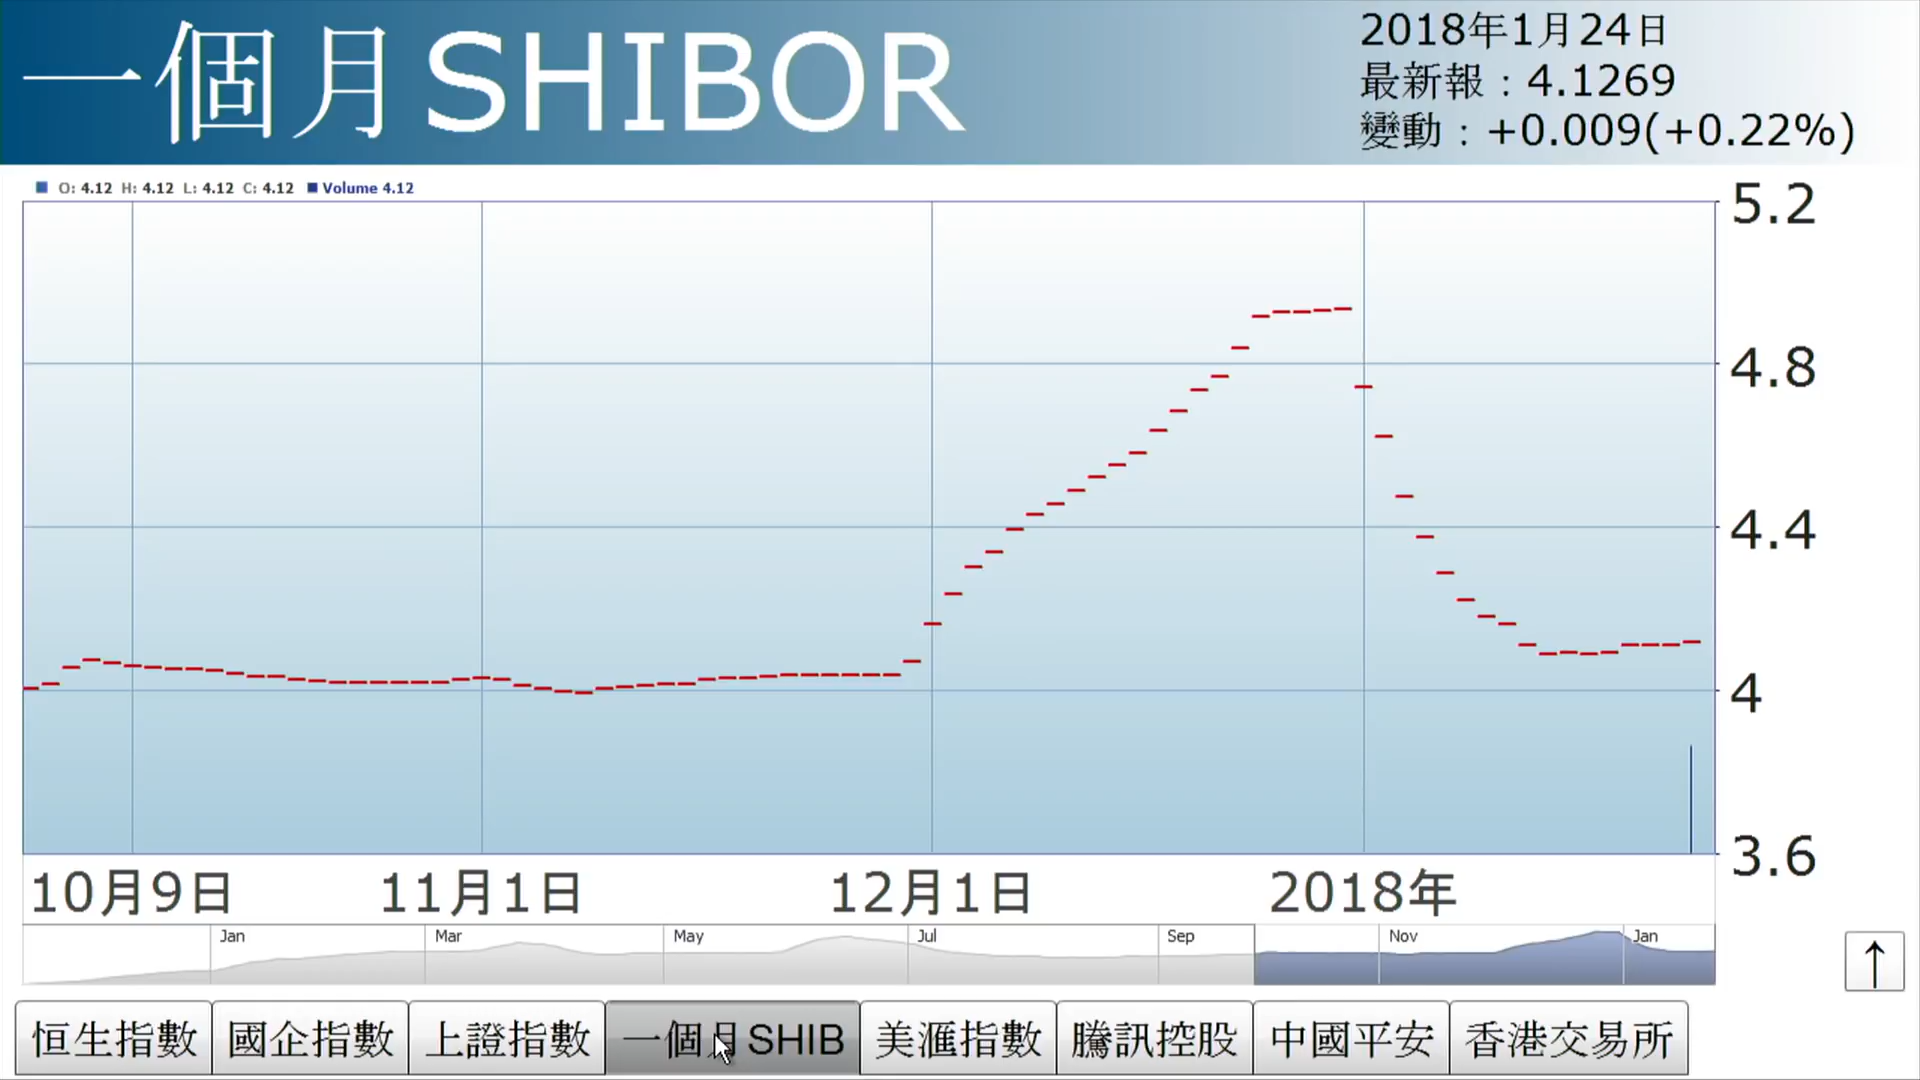 一個月SHIBOR
2018年1月24日
最新報：4.1269
變動：+0.009(+0.22%)
O: 4.12 H: 4.12 L: 4.12 C: 4.12 Volume 4.12
5.2
4.8
4.4
4
3.6
10月9日 11月1日 12月1日 2018年
Jan Mar May Jul Sep Nov Jan
↑
恒生指數 國企指數 上證指數 一個月SHIB 美滙指數 騰訊控股 中國平安 香港交易所